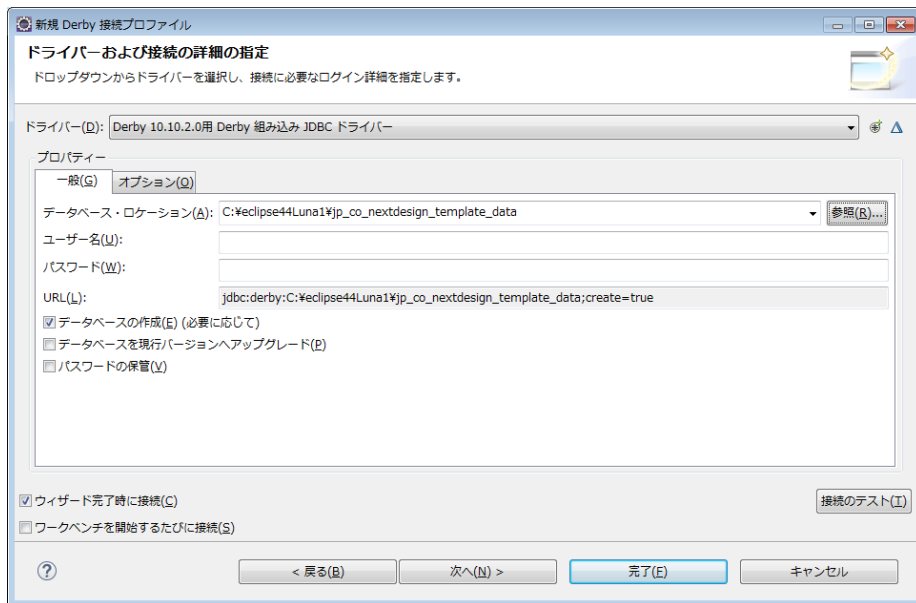 新規 Derby 接続プロファイル
ドライバーおよび接続の詳細の指定
ドロップダウンからドライバーを選択し、接続に必要なログイン詳細を指定します。
ドライバー(D): Derby 10.10.2.0用 Derby 組み込み JDBC ドライバー
プロパティー
一般(G) オプション(O)
データベース・ロケーション(A): C:¥eclipse44Luna1¥jp_co_nextdesign_template_data 参照(R)...
ユーザー名(U):
パスワード(W):
URL(L): jdbc:derby:C:¥eclipse44Luna1¥jp_co_nextdesign_template_data;create=true
データベースの作成(E) (必要に応じて)
データベースを現行バージョンへアップグレード(P)
パスワードの保管(V)
ウィザード完了時に接続(C) 接続のテスト(T)
ワークベンチを開始するたびに接続(S)
? < 戻る(B) 次へ(N) > 完了(F) キャンセル